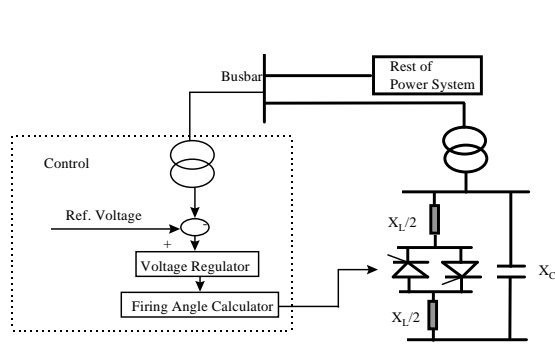 Busbar
Rest of
Power System
Control
Ref. Voltage
-
+
Voltage Regulator
Firing Angle Calculator
X_L/2
X_C
X_L/2